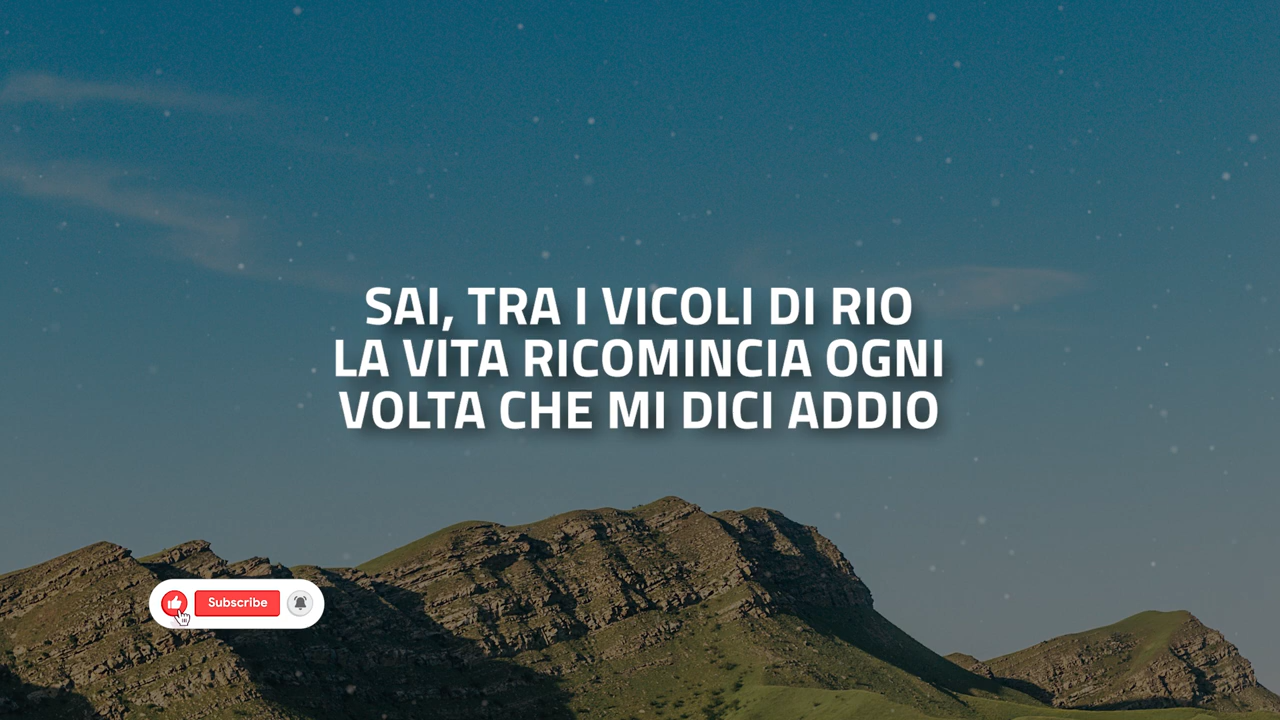 SAI, TRA I VICOLI DI RIO
LA VITA RICOMINCIA OGNI
VOLTA CHE MI DICI ADDIO
Subscribe